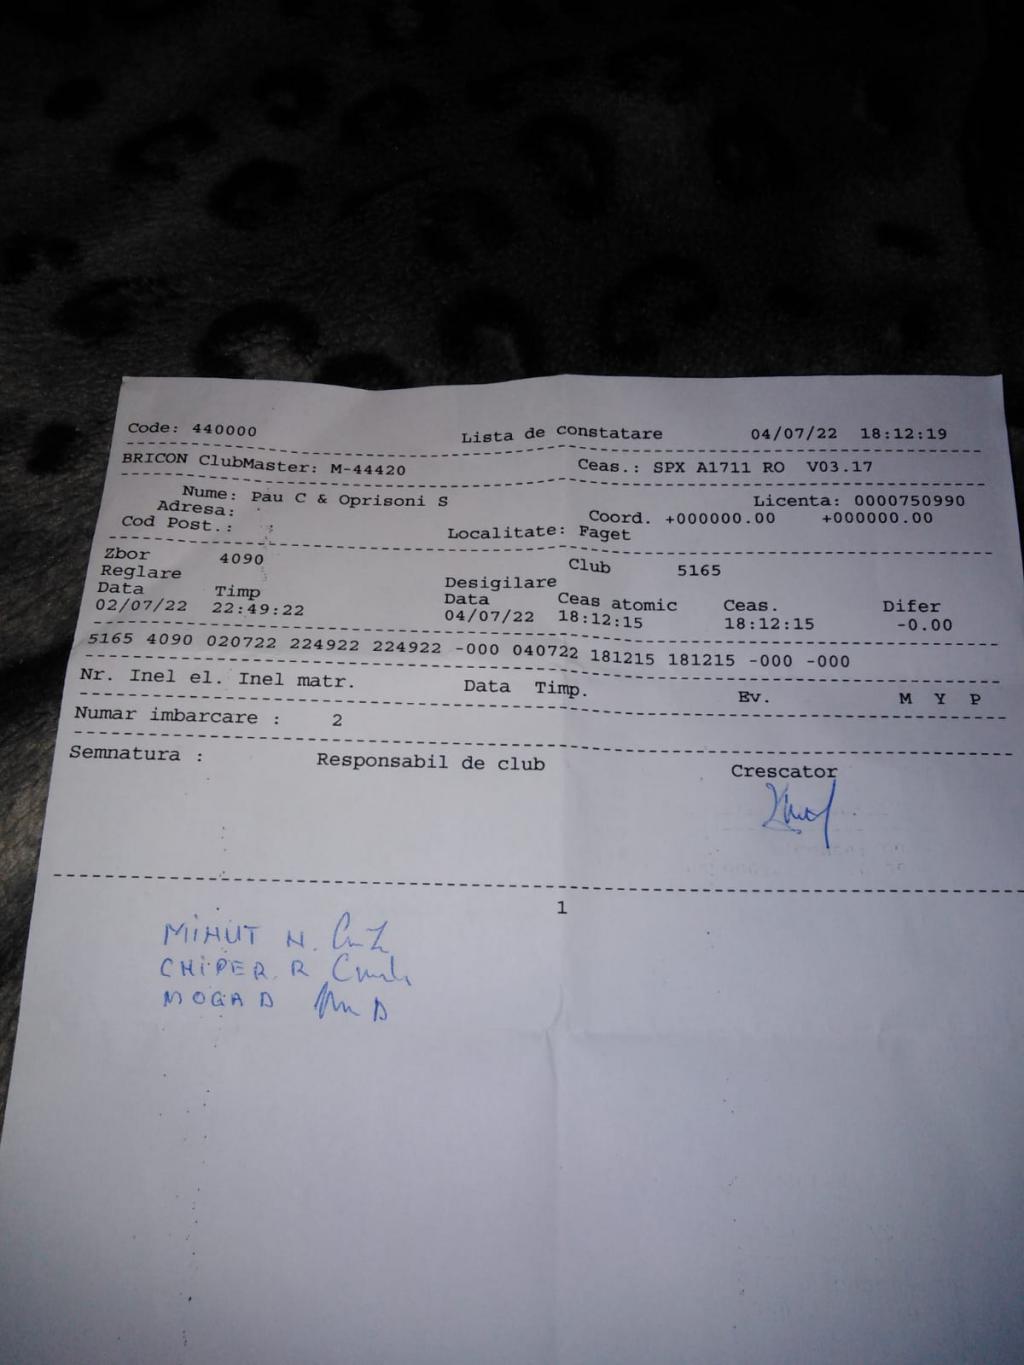 Code: 440000 Lista de constatare 04/07/22 18:12:19
BRICON ClubMaster: M-44420 Ceas.: SPX A1711 RO V03.17
Nume: Pau C & Oprisoni S Licenta: 0000750990
Adresa: Coord. +000000.00 +000000.00
Cod Post.: Localitate: Faget
Zbor 4090 Club 5165
Reglare Desigilare
Data Timp Data Ceas atomic Ceas. Difer
02/07/22 22:49:22 04/07/22 18:12:15 18:12:15 -0.00
5165 4090 020722 224922 224922 -000 040722 181215 181215 -000 -000
Nr. Inel el. Inel matr. Data Timp. Ev. M Y P
Numar imbarcare : 2
Semnatura : Responsabil de club Crescator
1
MIHUT N.
CHIPER R
MOGA D